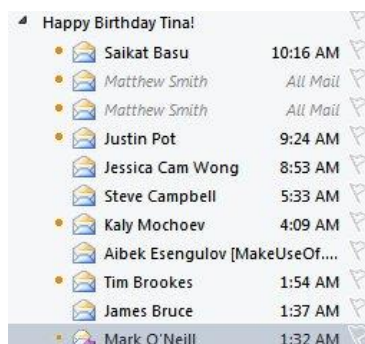 Happy Birthday Tina!
Saikat Basu 10:16 AM
Matthew Smith All Mail
Matthew Smith All Mail
Justin Pot 9:24 AM
Jessica Cam Wong 8:53 AM
Steve Campbell 5:33 AM
Kaly Mochoev 4:09 AM
Aibek Esengulov [MakeUseOf....
Tim Brookes 1:54 AM
James Bruce 1:37 AM
Mark O'Neill 1:32 AM